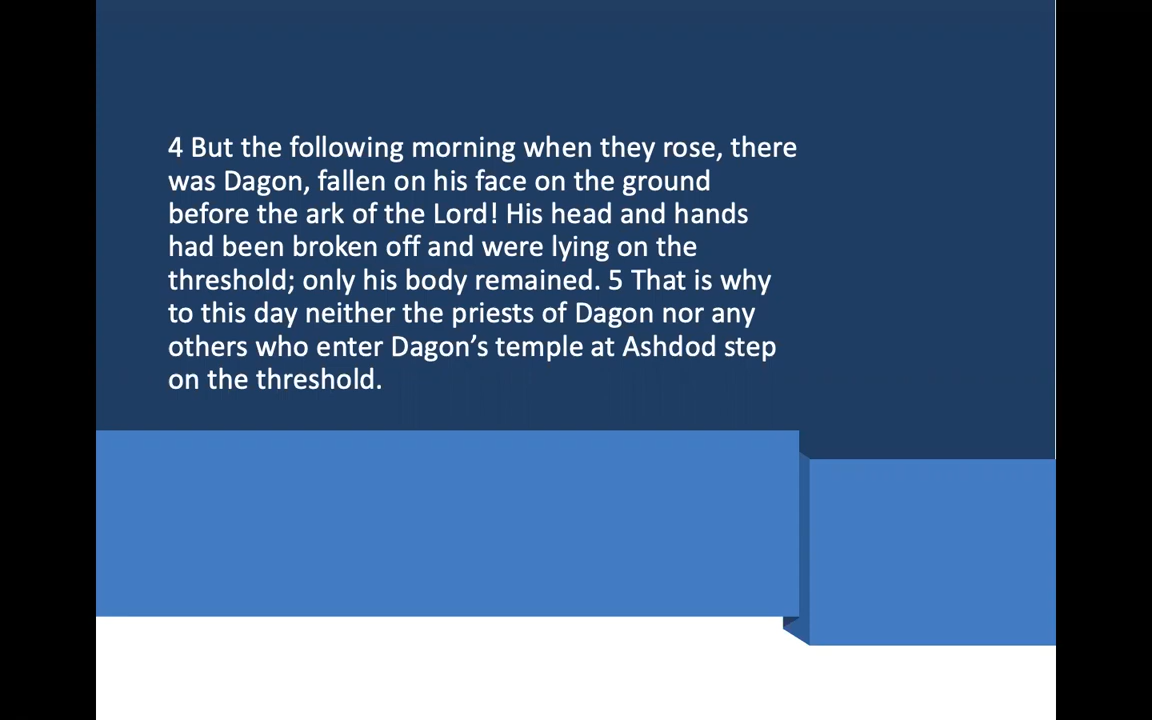 4 But the following morning when they rose, there
was Dagon, fallen on his face on the ground
before the ark of the Lord! His head and hands
had been broken off and were lying on the
threshold; only his body remained. 5 That is why
to this day neither the priests of Dagon nor any
others who enter Dagon’s temple at Ashdod step
on the threshold.